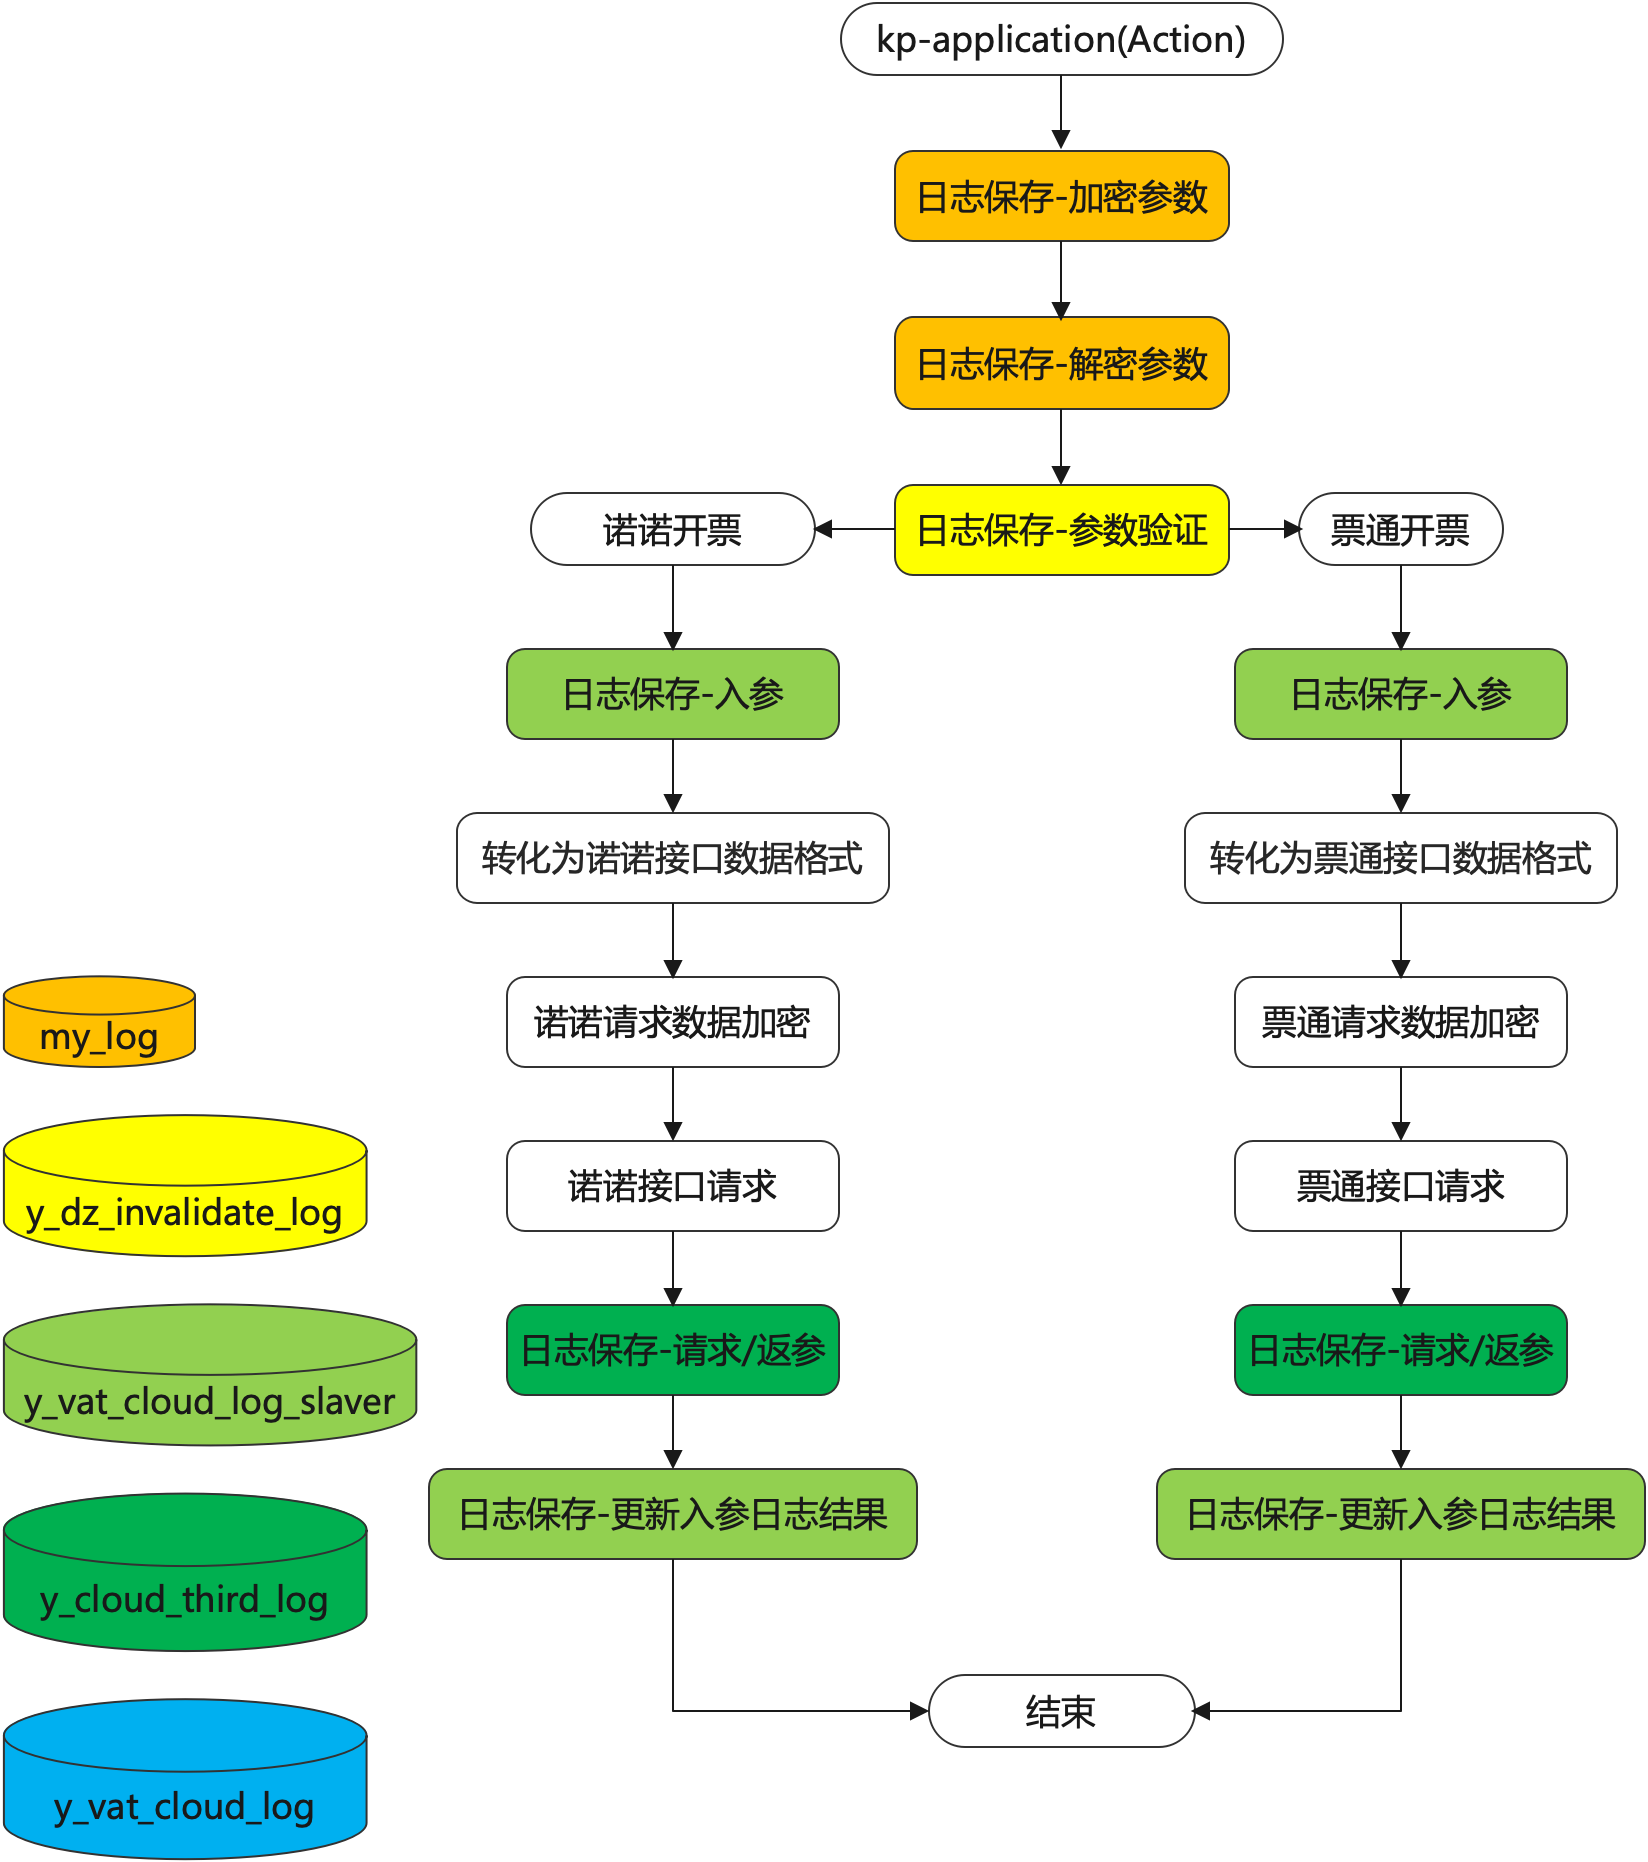 kp-application(Action)
日志保存-加密参数
日志保存-解密参数
诺诺开票
日志保存-参数验证
票通开票
日志保存-入参
日志保存-入参
转化为诺诺接口数据格式
转化为票通接口数据格式
诺诺请求数据加密
票通请求数据加密
my_log
诺诺接口请求
票通接口请求
y_dz_invalidate_log
日志保存-请求/返参
日志保存-请求/返参
y_vat_cloud_log_slaver
日志保存-更新入参日志结果
日志保存-更新入参日志结果
y_cloud_third_log
结束
y_vat_cloud_log